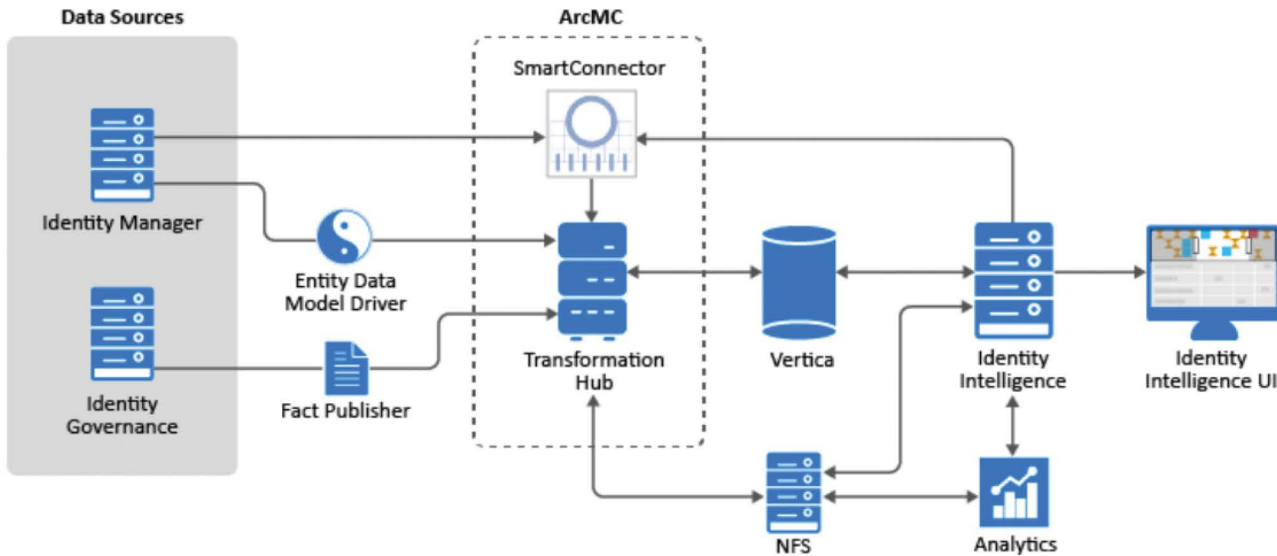 Data Sources
ArcMC
SmartConnector
Identity Manager
Entity Data
Model Driver
Identity
Governance
Fact Publisher
Transformation
Hub
Vertica
Identity
Intelligence
Identity
Intelligence UI
NFS
Analytics